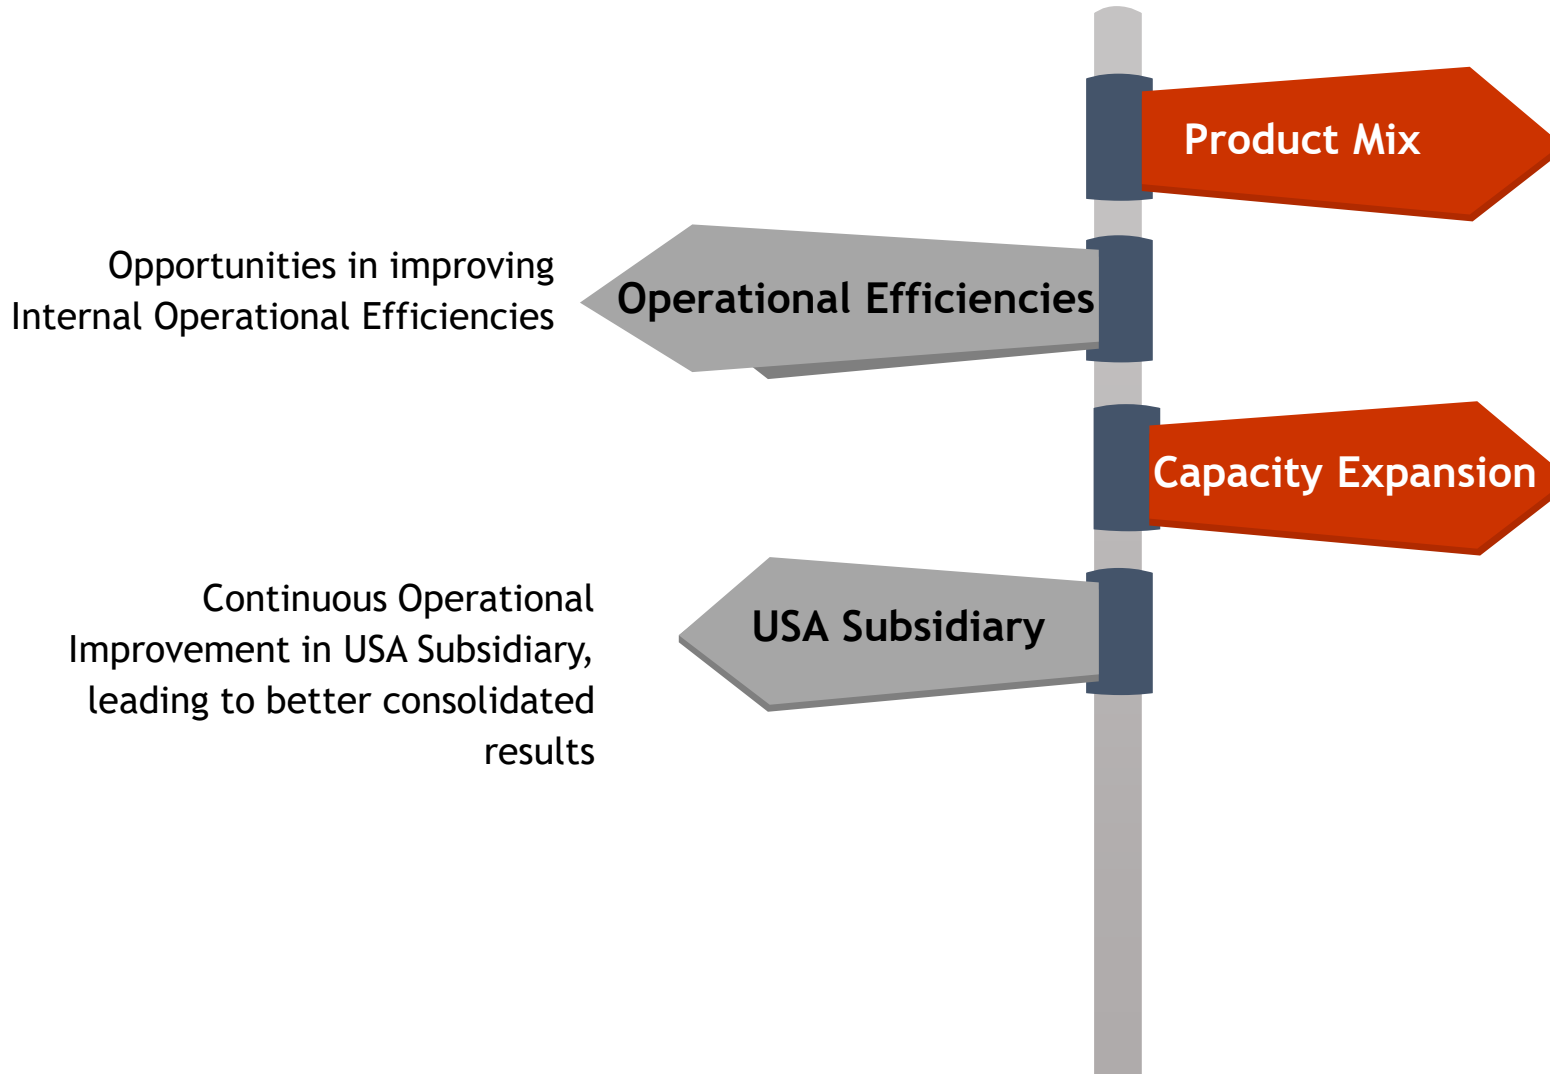 Product Mix
Opportunities in improving
Internal Operational Efficiencies
Operational Efficiencies
Capacity Expansion
Continuous Operational
Improvement in USA Subsidiary,
leading to better consolidated
results
USA Subsidiary